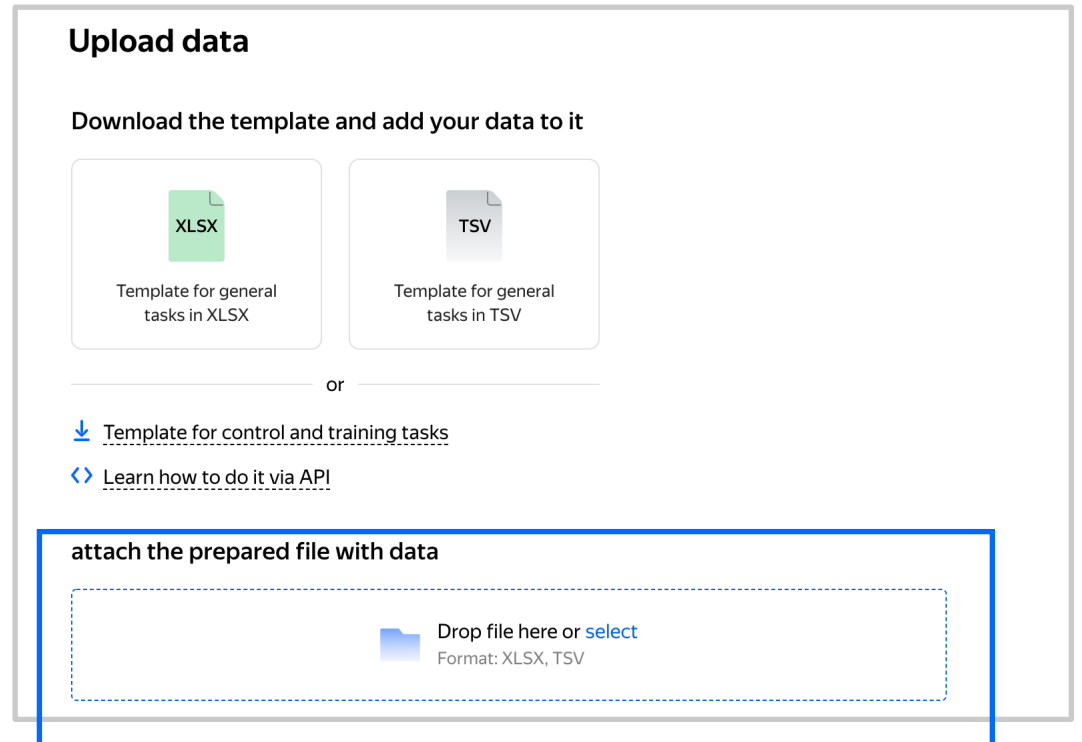 Upload data
Download the template and add your data to it
XLSX
Template for general
tasks in XLSX
TSV
Template for general
tasks in TSV
or
Template for control and training tasks
Learn how to do it via API
attach the prepared file with data
Drop file here or select
Format: XLSX, TSV